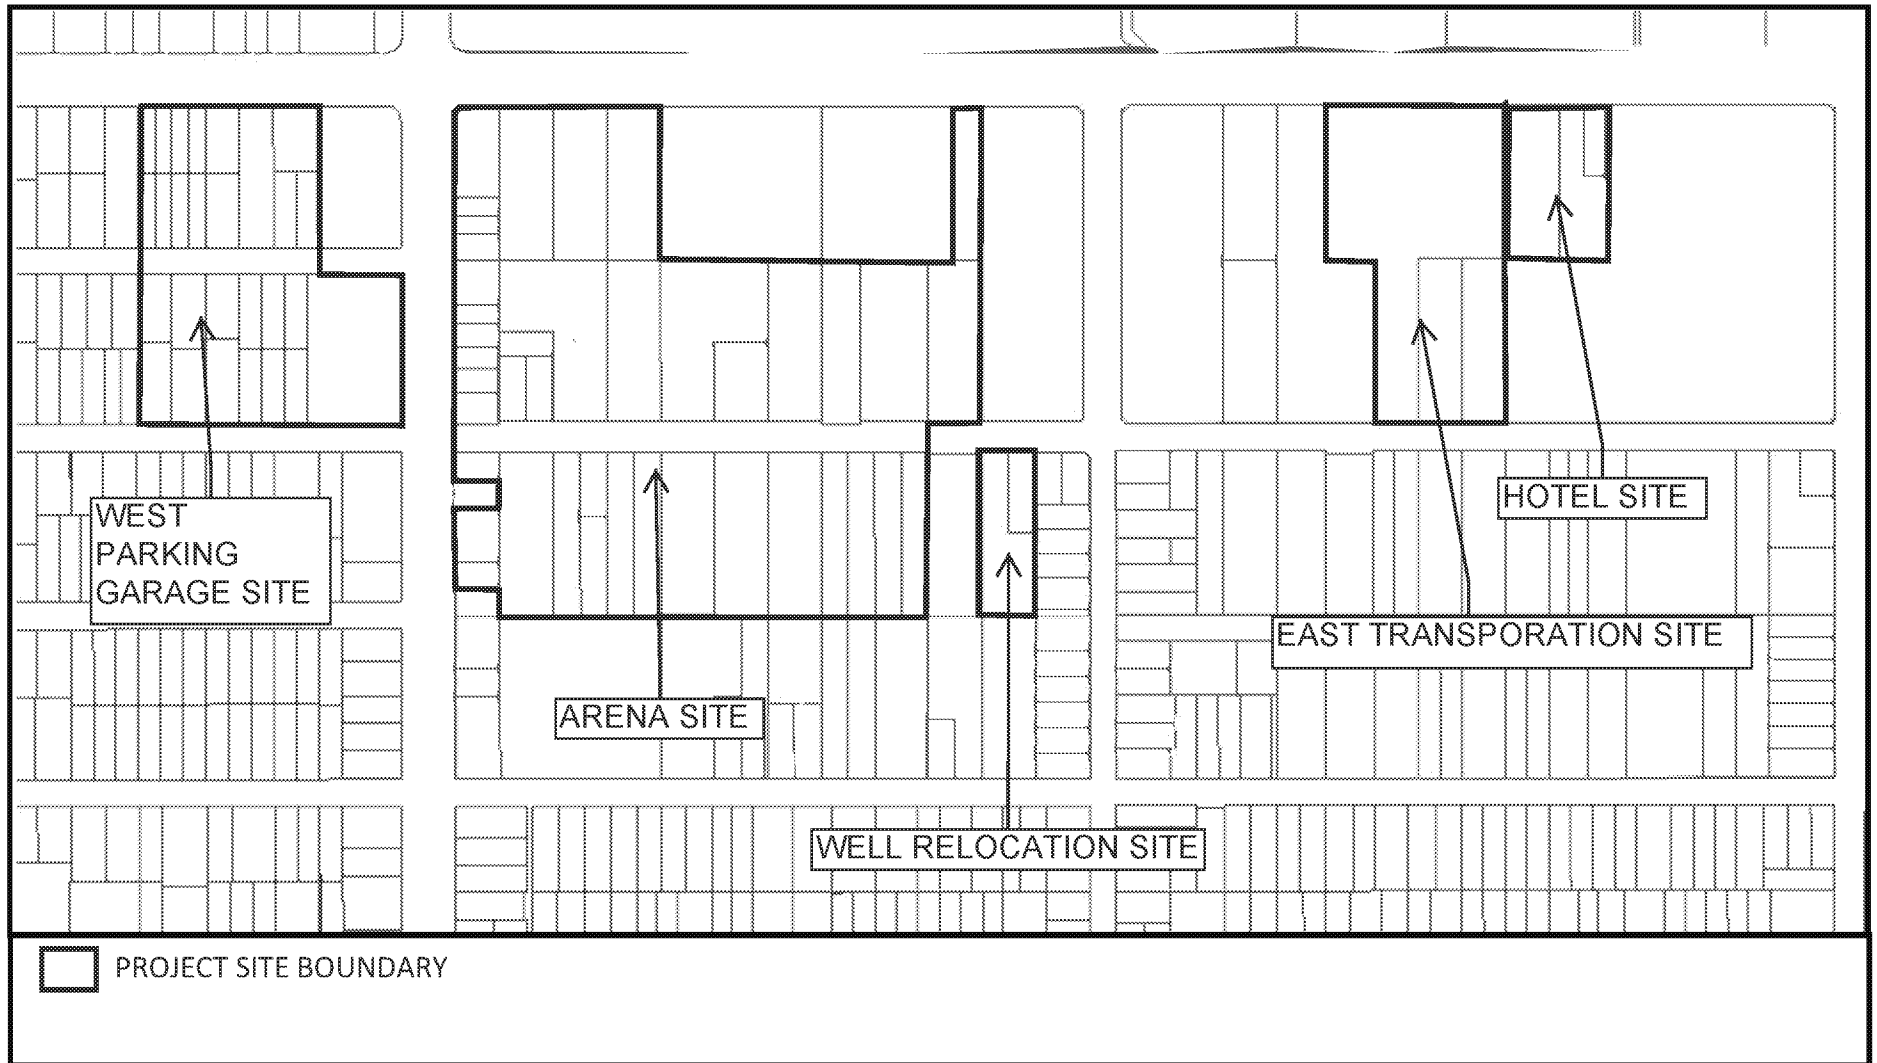 WEST
PARKING
GARAGE SITE
HOTEL SITE
EAST TRANSPORATION SITE
ARENA SITE
WELL RELOCATION SITE
PROJECT SITE BOUNDARY